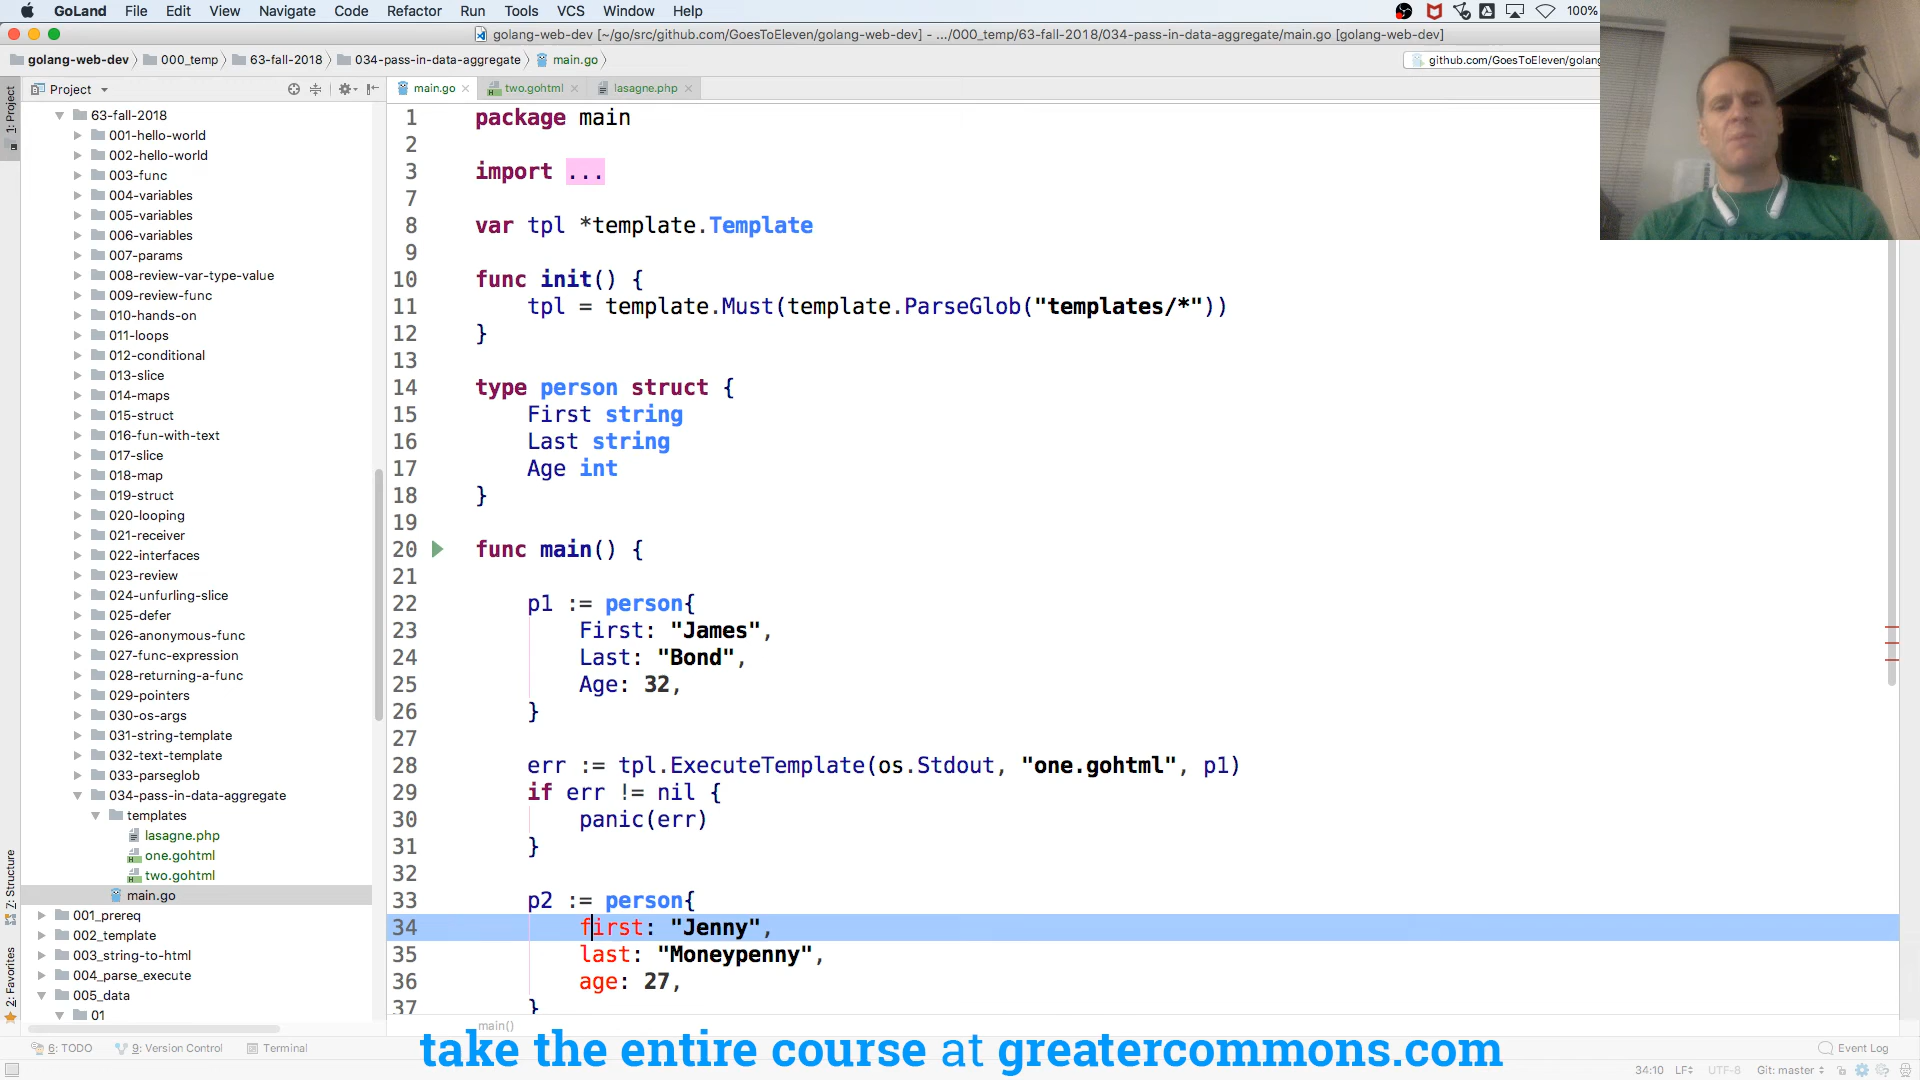 GoLand File Edit View Navigate Code Refactor Run Tools VCS Window Help 100%
golang-web-dev [~/go/src/github.com/GoesToEleven/golang-web-dev] - .../000_temp/63-fall-2018/034-pass-in-data-aggregate/main.go [golang-web-dev]
golang-web-dev 000_temp 63-fall-2018 034-pass-in-data-aggregate main.go github.com/GoesToEleven/golang
Project main.go two.gohtml lasagne.php
1: Project
7: Structure
2: Favorites
63-fall-2018
001-hello-world
002-hello-world
003-func
004-variables
005-variables
006-variables
007-params
008-review-var-type-value
009-review-func
010-hands-on
011-loops
012-conditional
013-slice
014-maps
015-struct
016-fun-with-text
017-slice
018-map
019-struct
020-looping
021-receiver
022-interfaces
023-review
024-unfurling-slice
025-defer
026-anonymous-func
027-func-expression
028-returning-a-func
029-pointers
030-os-args
031-string-template
032-text-template
033-parseglob
034-pass-in-data-aggregate
templates
lasagne.php
one.gohtml
two.gohtml
main.go
001_prereq
002_template
003_string-to-html
004_parse_execute
005_data
01
1 package main
2
3 import ...
7
8 var tpl *template.Template
9
10 func init() {
11 tpl = template.Must(template.ParseGlob("templates/*"))
12 }
13
14 type person struct {
15 First string
16 Last string
17 Age int
18 }
19
20 func main() {
21
22 p1 := person{
23 First: "James",
24 Last: "Bond",
25 Age: 32,
26 }
27
28 err := tpl.ExecuteTemplate(os.Stdout, "one.gohtml", p1)
29 if err != nil {
30 panic(err)
31 }
32
33 p2 := person{
34 first: "Jenny",
35 last: "Moneypenny",
36 age: 27,
37 }
main()
take the entire course at greatercommons.com
6: TODO 9: Version Control Terminal Event Log
34:10 LF UTF-8 Git: master